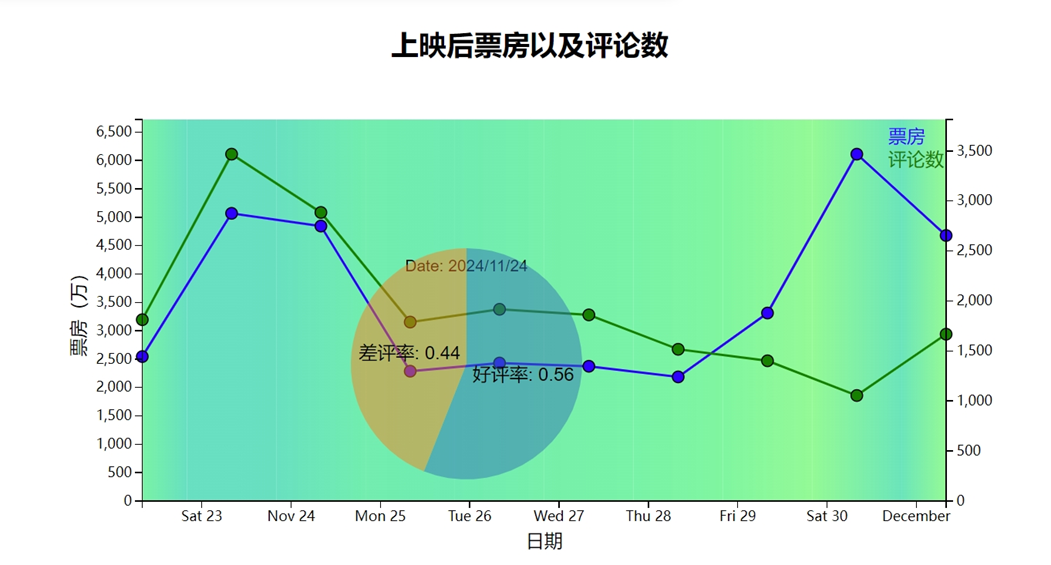 上映后票房以及评论数
票房
评论数
6,500
6,000
5,500
5,000
4,500
4,000
3,500
3,000
2,500
2,000
1,500
1,000
500
0
票房（万）
3,500
3,000
2,500
2,000
1,500
1,000
500
0
Date: 2024/11/24
差评率: 0.44
好评率: 0.56
Sat 23 Nov 24 Mon 25 Tue 26 Wed 27 Thu 28 Fri 29 Sat 30 December
日期